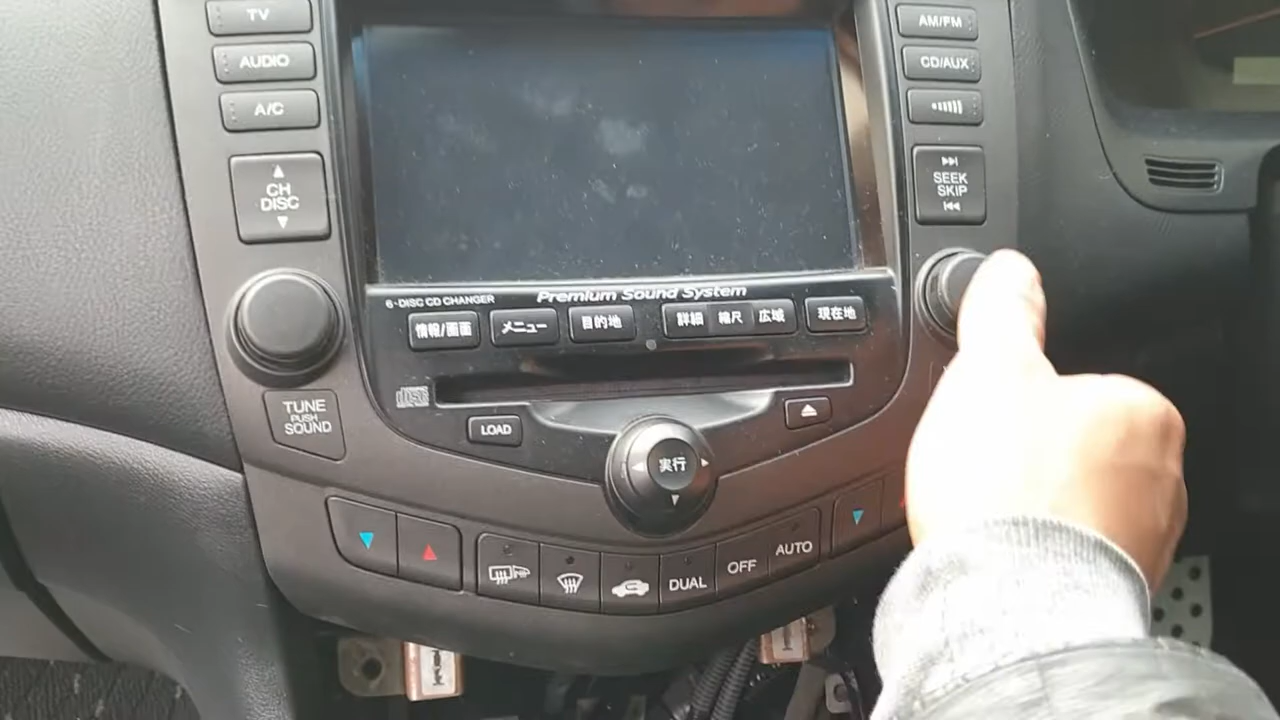 TV
AUDIO
A/C
CH
DISC
AM/FM
CD/AUX
SEEK
SKIP
6-DISC CD CHANGER
Premium Sound System
情報/画面
メニュー
目的地
詳細
縮尺
広域
現在地
TUNE
PUSH
SOUND
LOAD
実行
DUAL
OFF
AUTO